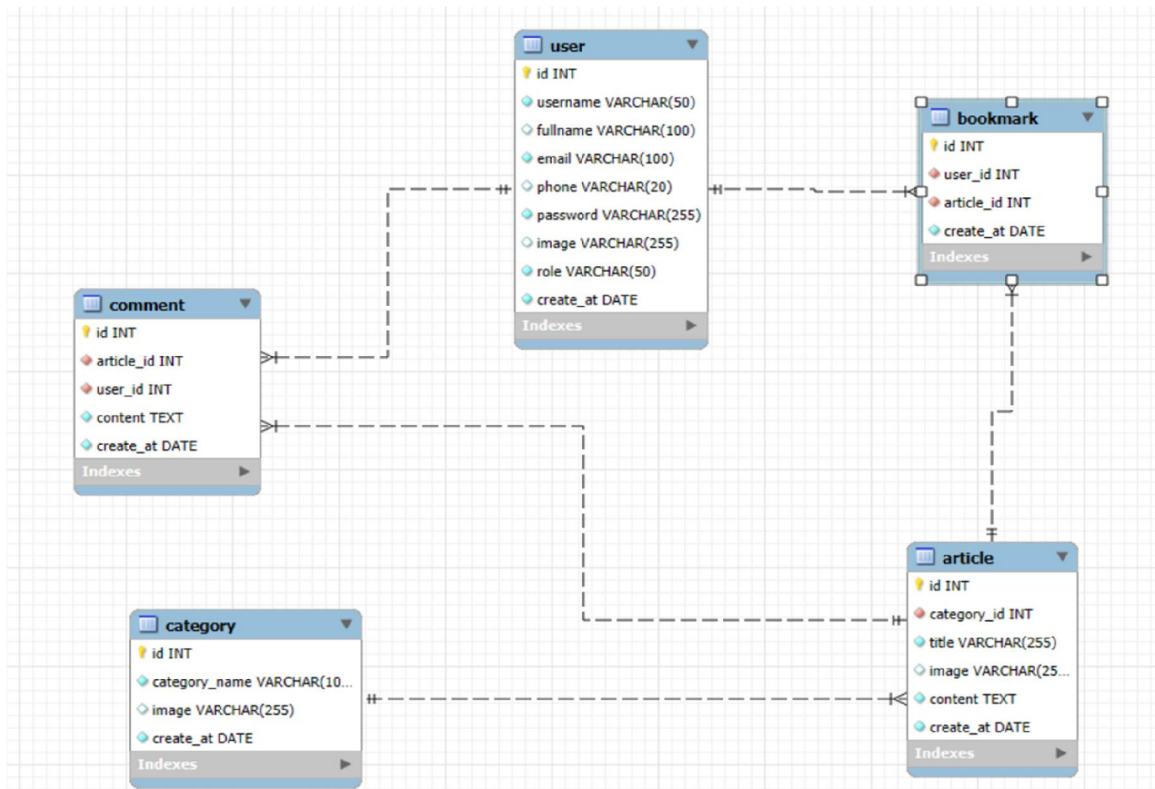 user
id INT
username VARCHAR(50)
fullname VARCHAR(100)
email VARCHAR(100)
phone VARCHAR(20)
password VARCHAR(255)
image VARCHAR(255)
role VARCHAR(50)
create_at DATE
Indexes
bookmark
id INT
user_id INT
article_id INT
create_at DATE
Indexes
comment
id INT
article_id INT
user_id INT
content TEXT
create_at DATE
Indexes
category
id INT
category_name VARCHAR(10...
image VARCHAR(255)
create_at DATE
Indexes
article
id INT
category_id INT
title VARCHAR(255)
image VARCHAR(25...
content TEXT
create_at DATE
Indexes